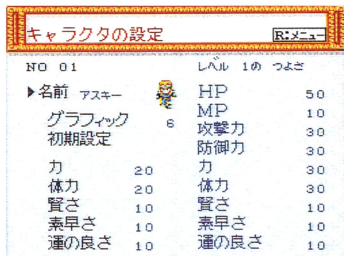 キャラクタの設定
R:メニュー
NO 01
レベル 1の つよさ
▶名前 アスキー
HP 50
グラフィック 6
MP 10
初期設定
攻撃力 30
防御力 30
力 20
力 30
体力 20
体力 30
賢さ 10
賢さ 10
素早さ 10
素早さ 10
運の良さ 10
運の良さ 10